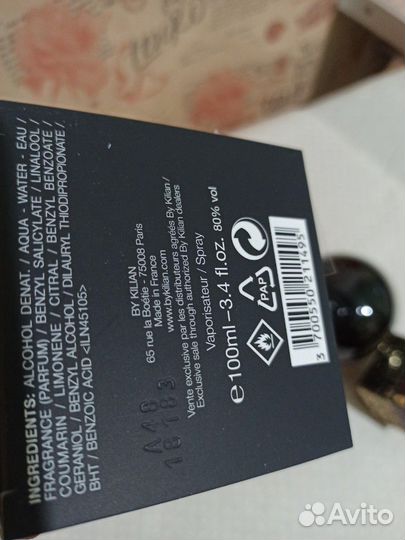 INGREDIENTS: ALCOHOL DENAT. / AQUA - WATER - EAU /
FRAGRANCE (PARFUM) / BENZYL SALICYLATE / LINALOOL /
COUMARIN / LIMONENE / CITRAL / BENZYL BENZOATE /
GERANIOL / BENZYL ALCOHOL / DILAURYL THIODIPROPIONATE /
BHT / BENZOIC ACID <ILN45105>
A46
18183
BY KILIAN
65 rue la Boétie - 75008 Paris
Made in France
www.bykilian.com
Vente exclusive par les distributeurs agréés By Kilian /
Exclusive sale through authorized By Kilian dealers
Vaporisateur / Spray
e 100ml–3.4 fl.oz. 80% vol
PAP
3 700550 211495
Avito